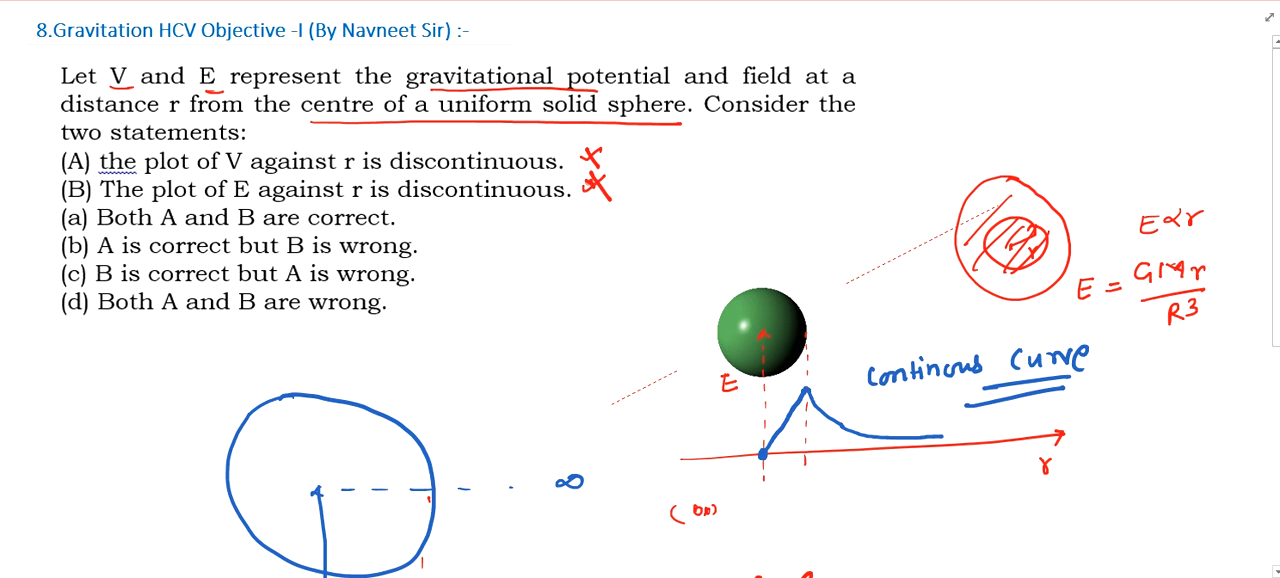 8.Gravitation HCV Objective -I (By Navneet Sir) :-
Let V and E represent the gravitational potential and field at a
distance r from the centre of a uniform solid sphere. Consider the
two statements:
(A) the plot of V against r is discontinuous.
(B) The plot of E against r is discontinuous.
(a) Both A and B are correct.
(b) A is correct but B is wrong.
(c) B is correct but A is wrong.
(d) Both A and B are wrong.
E∝r
E = GMr
R3
E
continous curve
r
∞